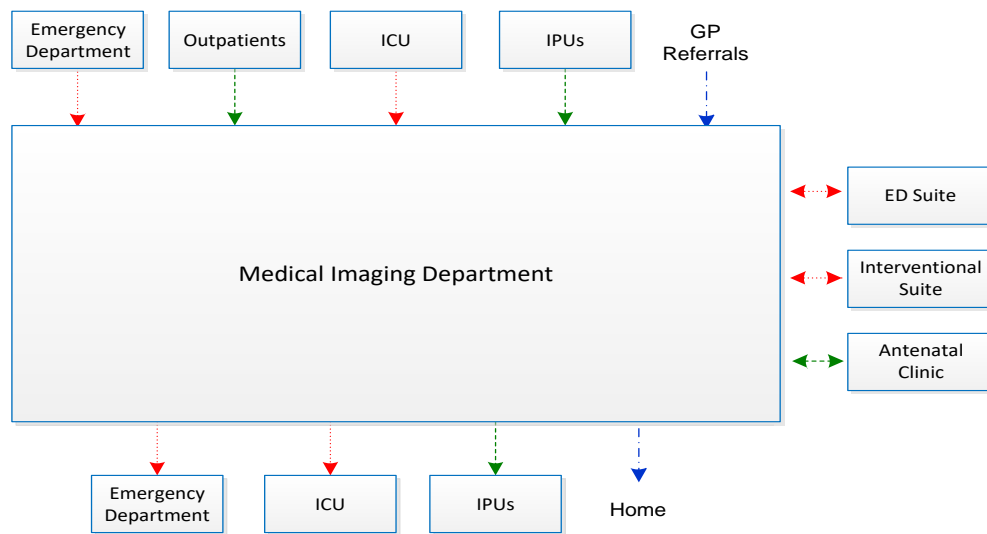 Emergency
Department
Outpatients
ICU
IPUs
GP
Referrals
ED Suite
Medical Imaging Department
Interventional
Suite
Antenatal
Clinic
Emergency
Department
ICU
IPUs
Home